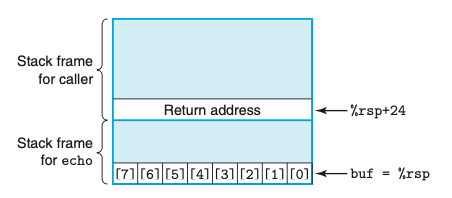 Stack frame
for caller
Return address
%rsp+24
Stack frame
for echo
[7] [6] [5] [4] [3] [2] [1] [0]
buf = %rsp